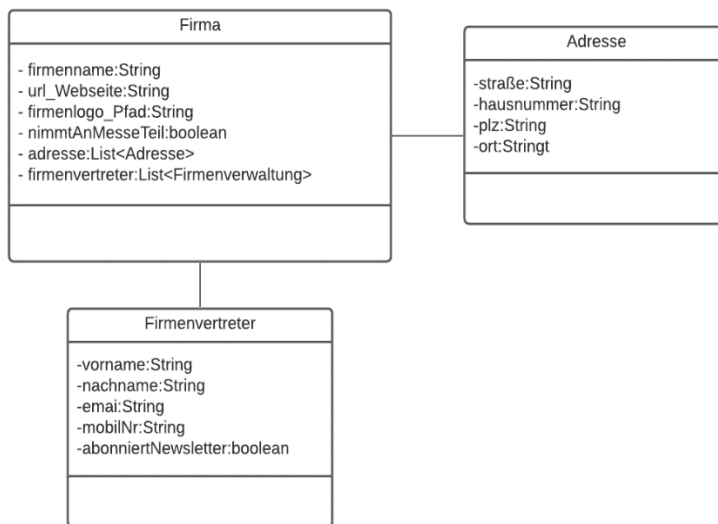 Firma
- firmenname:String
- url_Webseite:String
- firmenlogo_Pfad:String
- nimmtAnMesseTeil:boolean
- adresse:List<Adresse>
- firmenvertreter:List<Firmenverwaltung>
Adresse
-straße:String
-hausnummer:String
-plz:String
-ort:Stringt
Firmenvertreter
-vorname:String
-nachname:String
-emai:String
-mobilNr:String
-abonniertNewsletter:boolean